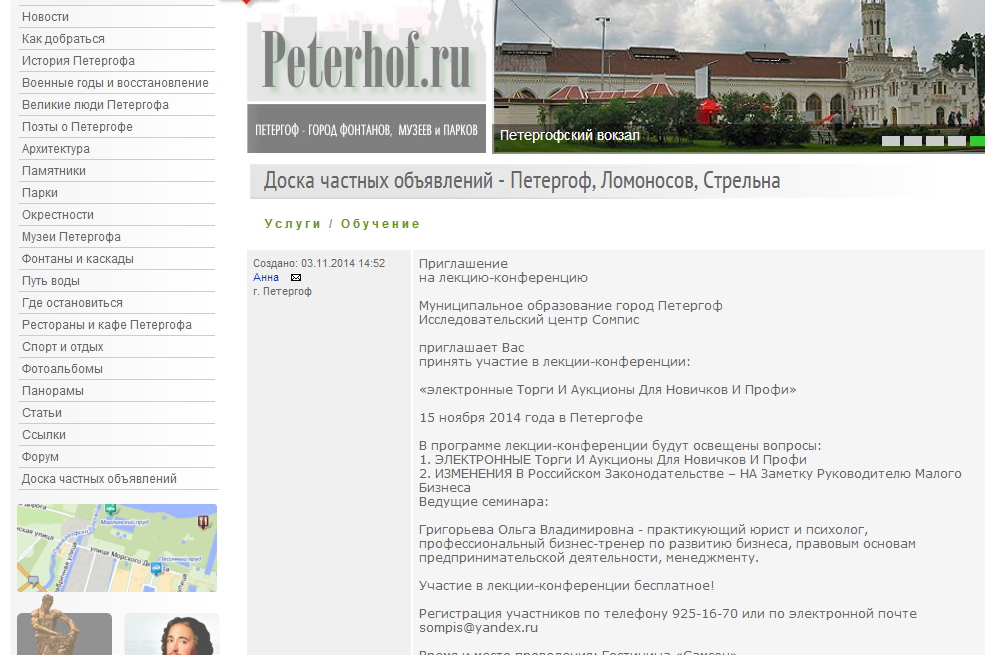 Новости
Как добраться
История Петергофа
Военные годы и восстановление
Великие люди Петергофа
Поэты о Петергофе
Архитектура
Памятники
Парки
Окрестности
Музеи Петергофа
Фонтаны и каскады
Путь воды
Где остановиться
Рестораны и кафе Петергофа
Спорт и отдых
Фотоальбомы
Панорамы
Статьи
Ссылки
Форум
Доска частных объявлений
Peterhof.ru
ПЕТЕРГОФ - ГОРОД ФОНТАНОВ, МУЗЕЕВ и ПАРКОВ
Петергофский вокзал
Доска частных объявлений - Петергоф, Ломоносов, Стрельна
Услуги / Обучение
Создано: 03.11.2014 14:52
Анна
г. Петергоф
Приглашение
на лекцию-конференцию
Муниципальное образование город Петергоф
Исследовательский центр Сомпис
приглашает Вас
принять участие в лекции-конференции:
«электронные Торги И Аукционы Для Новичков И Профи»
15 ноября 2014 года в Петергофе
В программе лекции-конференции будут освещены вопросы:
1. ЭЛЕКТРОННЫЕ Торги И Аукционы Для Новичков И Профи
2. ИЗМЕНЕНИЯ В Российском Законодательстве – НА Заметку Руководителю Малого
Бизнеса
Ведущие семинара:
Григорьева Ольга Владимировна - практикующий юрист и психолог,
профессиональный бизнес-тренер по развитию бизнеса, правовым основам
предпринимательской деятельности, менеджменту.
Участие в лекции-конференции бесплатное!
Регистрация участников по телефону 925-16-70 или по электронной почте
sompis@yandex.ru
Время и место проведения: Гостиница «Самсон»